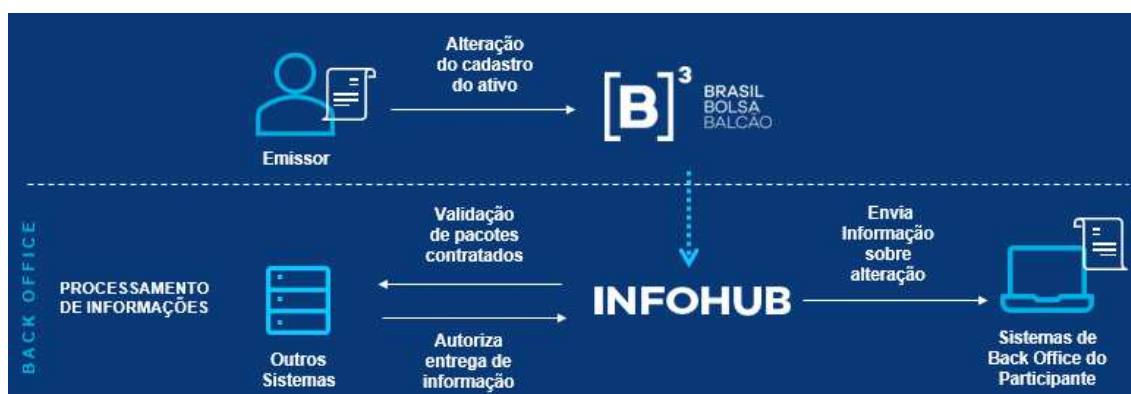 Alteração
do cadastro
do ativo
[B]³
BRASIL
BOLSA
BALCÃO
Emissor
BACK OFFICE
PROCESSAMENTO
DE INFORMAÇÕES
Validação
de pacotes
contratados
Outros
Sistemas
Autoriza
entrega de
informação
INFOHUB
Envia
Informação
sobre
alteração
Sistemas de
Back Office do
Participante